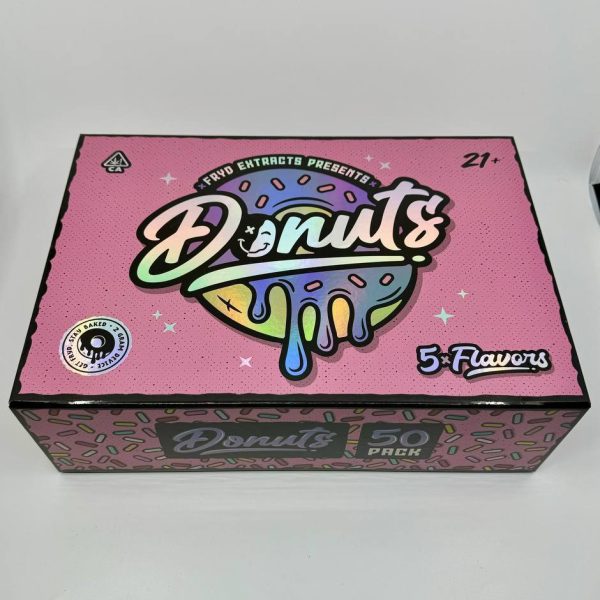 FRYD EXTRACTS PRESENTS
21+
CA
Donuts
GET FRYD, STAY BAKED • 2 GRAM DEVICE •
5 Flavors
Donuts
50
PACK